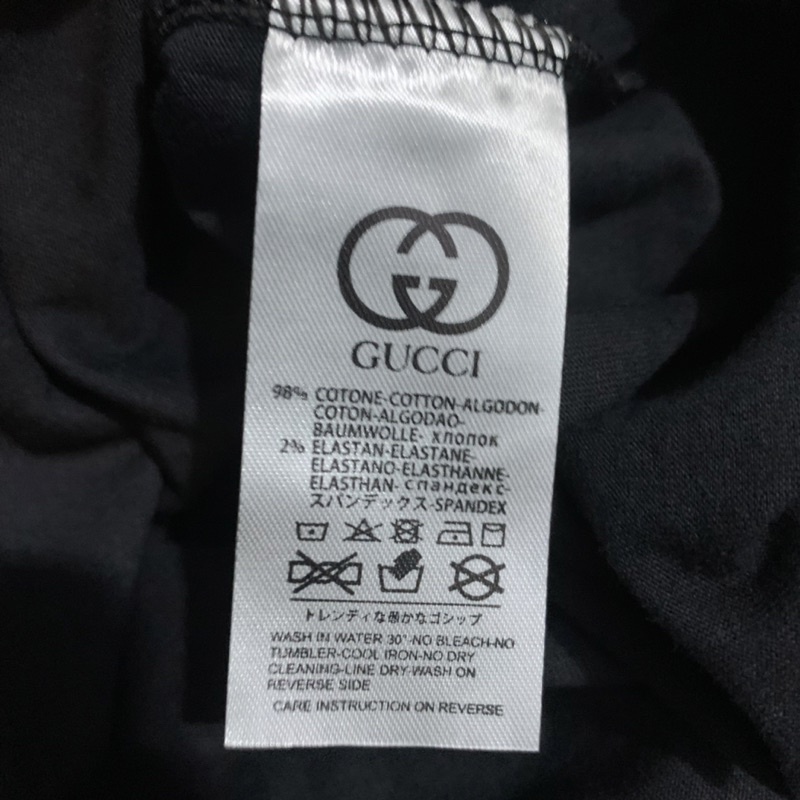 GUCCI
98% COTONE-COTTON-ALGODON-
COTON-ALGODAO-
BAUMWOLLE- хлопок
2% ELASTAN-ELASTANE-
ELASTANO-ELASTHANNE-
ELASTHAN- спандекс-
スパンデックス-SPANDEX
トレンディな愚かなゴシップ
WASH IN WATER 30°-NO BLEACH-NO
TUMBLER-COOL IRON-NO DRY
CLEANING-LINE DRY-WASH ON
REVERSE SIDE
CARE INSTRUCTION ON REVERSE